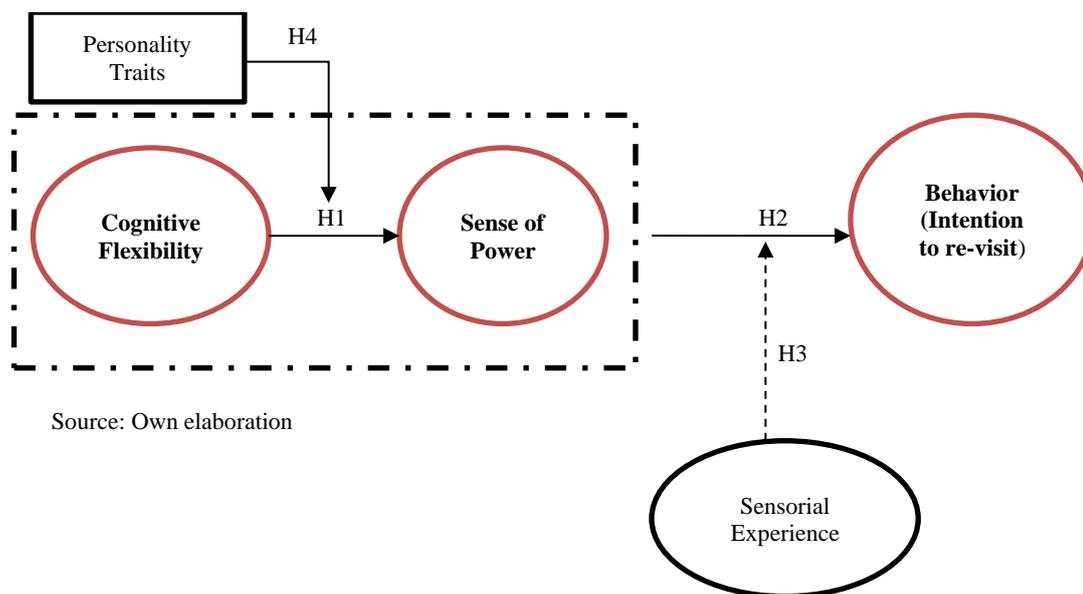 Personality
Traits
H4
Cognitive
Flexibility
H1
Sense of
Power
H2
Behavior
(Intention
to re-visit)
H3
Source: Own elaboration
Sensorial
Experience